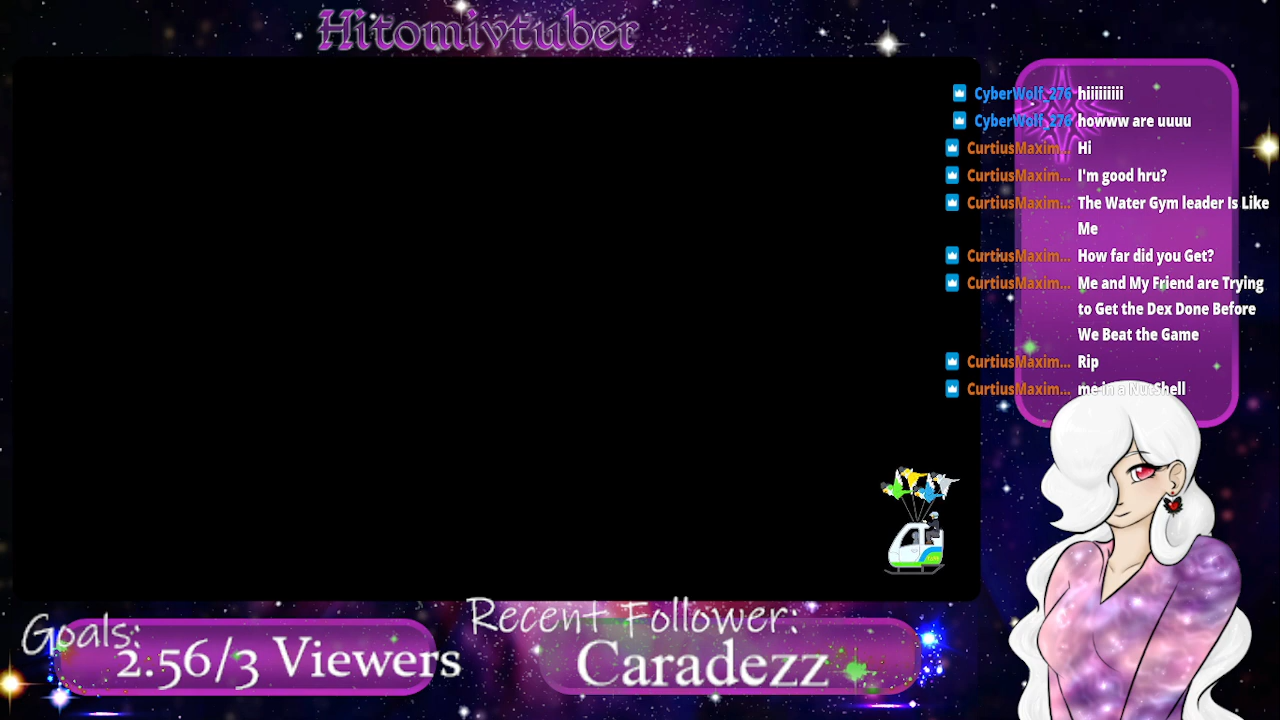 Hitomivtuber
CyberWolf_276 hiiiiiiiii
CyberWolf_276 howww are uuuu
CurtiusMaxim...: Hi
CurtiusMaxim...: I'm good hru?
CurtiusMaxim...: The Water Gym leader Is Like
Me
CurtiusMaxim...: How far did you Get?
CurtiusMaxim...: Me and My Friend are Trying
to Get the Dex Done Before
We Beat the Game
CurtiusMaxim...: Rip
CurtiusMaxim...: me in a NutShell
Goals:
2.56/3 Viewers
Recent Follower:
Caradezz